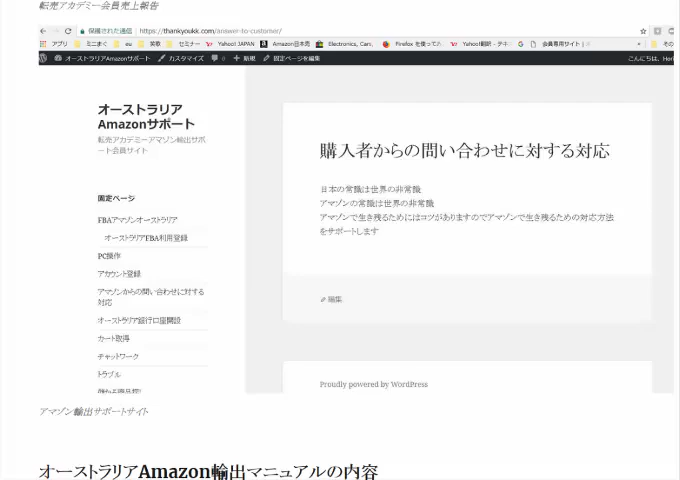 転売アカデミー会員売上報告
保護された通信 | https://thankyoukk.com/answer-to-customer/
アプリ ミニまぐ eu 英歌 セミナー Yahoo! JAPAN Amazon日本売 Electronics, Cars, Firefox を使ってみ Yahoo!翻訳 - テキ G 会員専用サイト | その
オーストラリアAmazonサポート カスタマイズ 0 新規 固定ページを編集 こんにちは、Hori
オーストラリア
Amazonサポート
転売アカデミーアマゾン輸出サポ
ート会員サイト
購入者からの問い合わせに対する対応
日本の常識は世界の非常識
アマゾンの常識は世界の非常識
アマゾンで生き残るためにはコツがありますのでアマゾンで生き残るための対応方法
をサポートします
編集
固定ページ
FBAアマゾンオーストラリア
オーストラリアFBA利用登録
PC操作
アカウント登録
アマゾンからの問い合わせに対する
対応
オーストラリア銀行口座開設
カート取得
チャットワーク
トラブル
Proudly powered by WordPress
アマゾン輸出サポートサイト
オーストラリアAmazon輸出マニュアルの内容